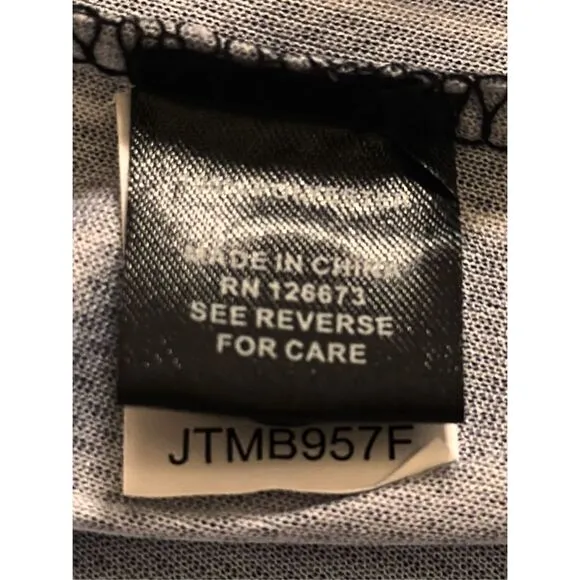 MADE IN CHINA
RN 126673
SEE REVERSE
FOR CARE
JTMB957F